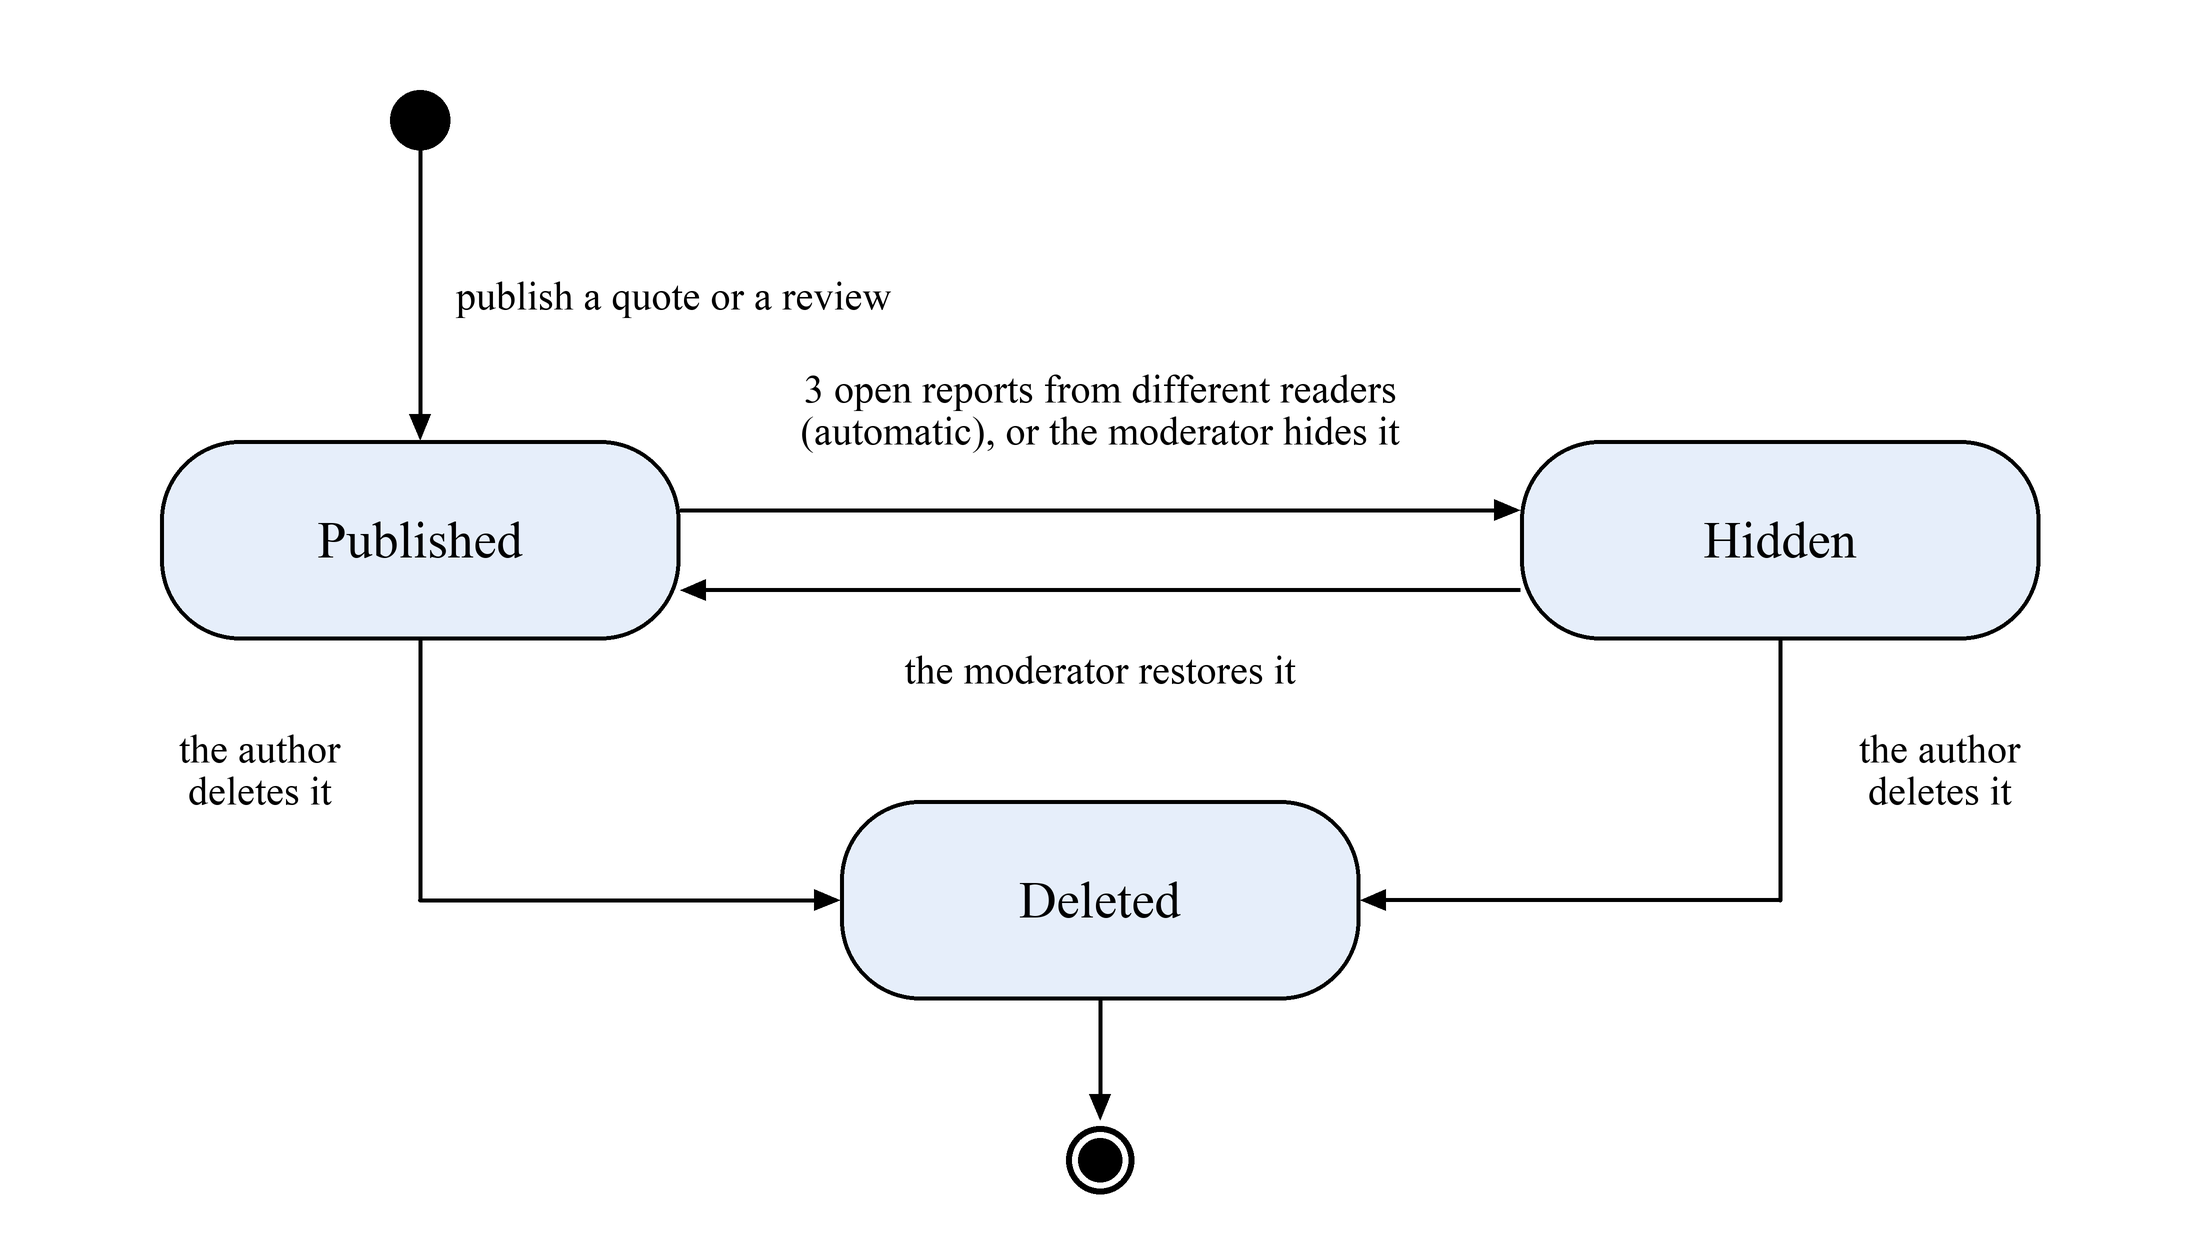 publish a quote or a review
3 open reports from different readers
(automatic), or the moderator hides it
Published
Hidden
the moderator restores it
the author
deletes it
the author
deletes it
Deleted